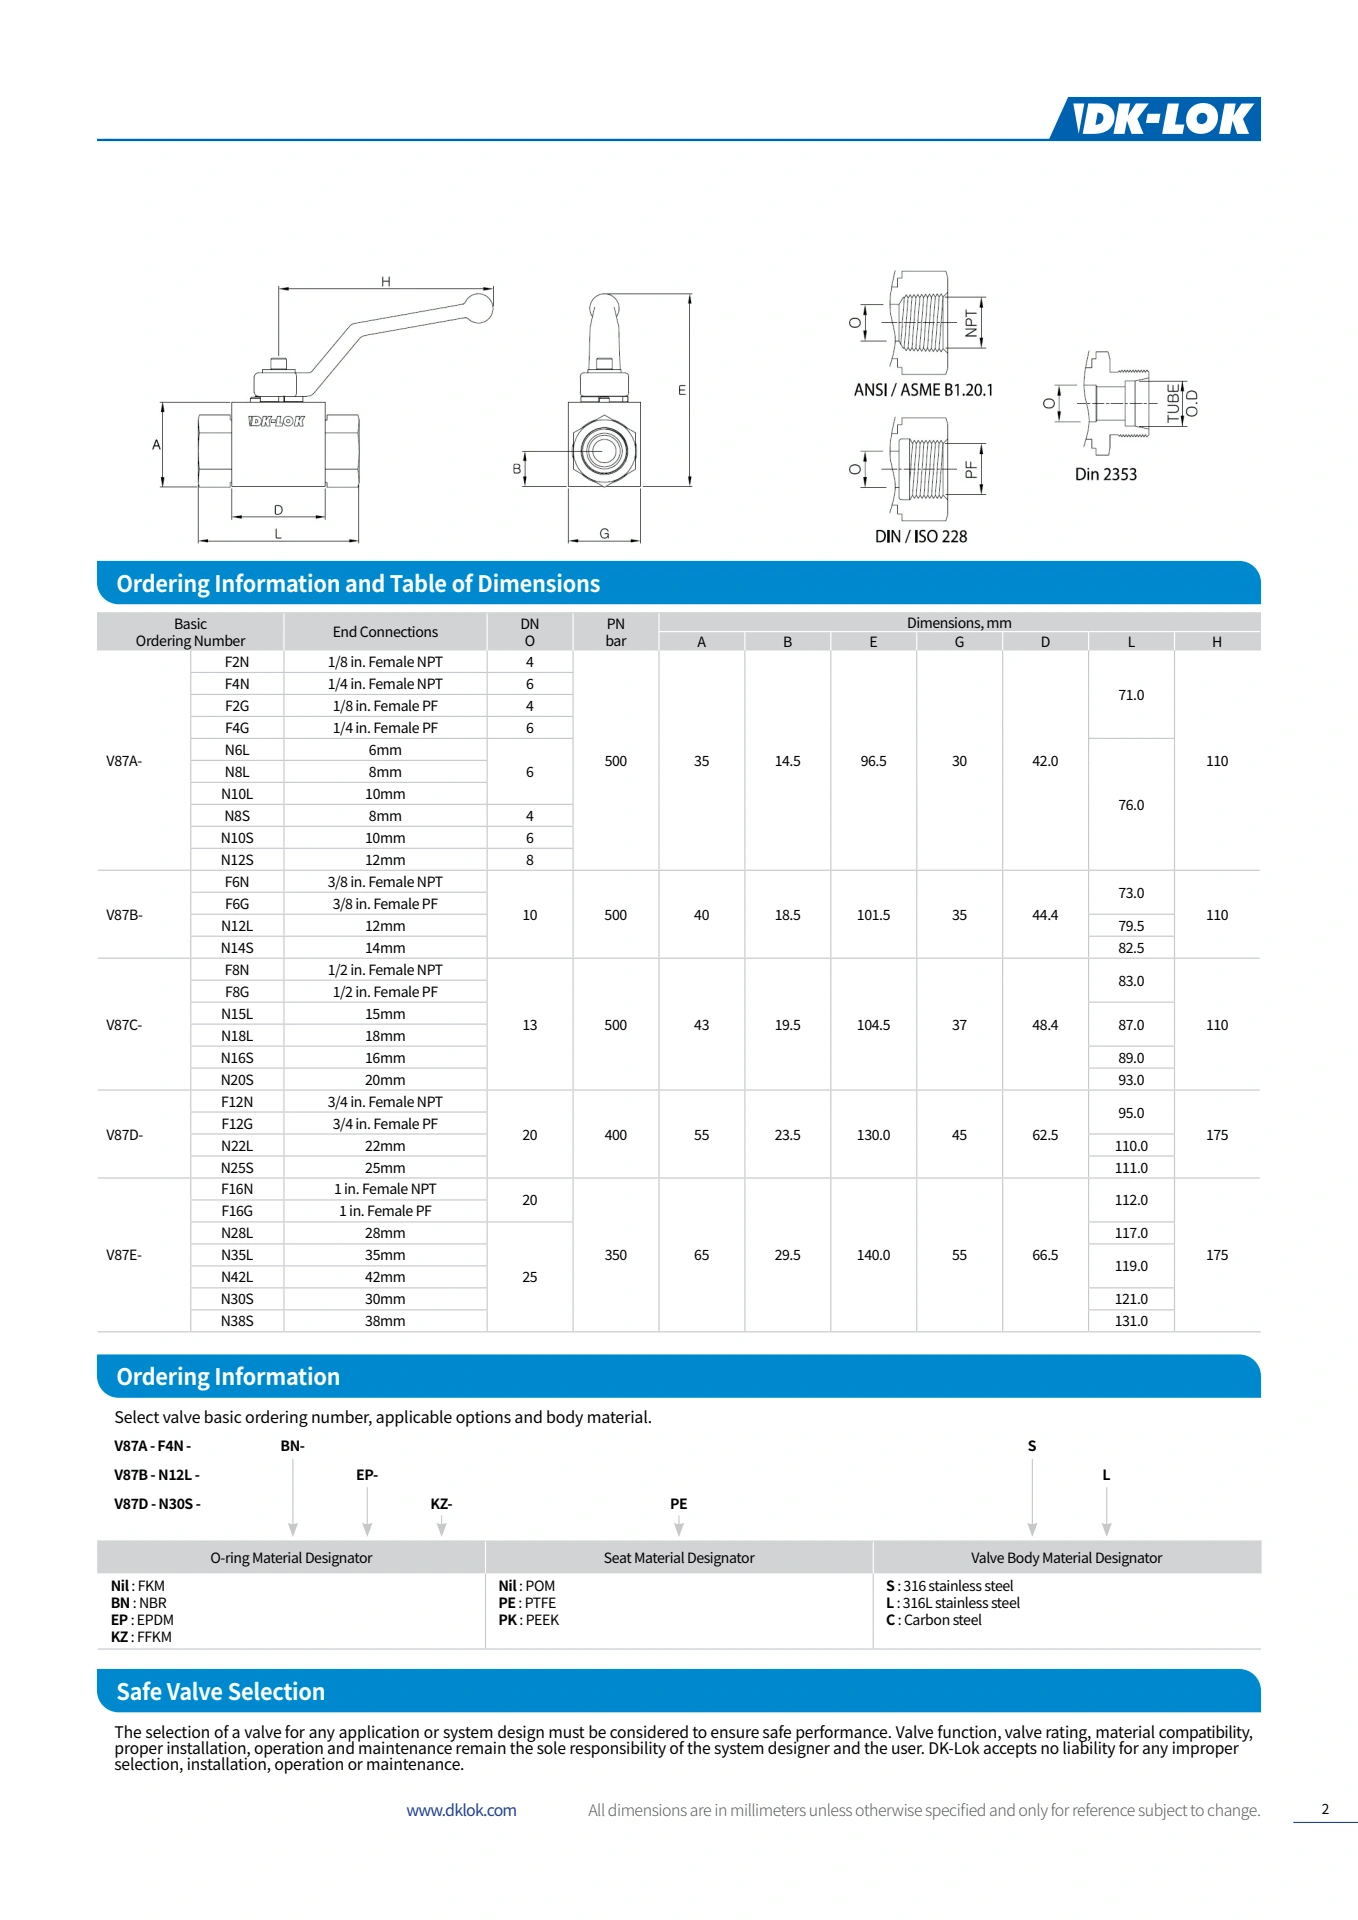 DK-LOK
H
A
DK-LOK
D
L
B
E
G
O
NPT
ANSI / ASME B1.20.1
O
PF
DIN / ISO 228
O
TUBE
O.D
Din 2353
Ordering Information and Table of Dimensions
Basic
Ordering Number
End Connections
DN
O
PN
bar
Dimensions, mm
A B E G D L H
V87A-
F2N 1/8 in. Female NPT 4
F4N 1/4 in. Female NPT 6
F2G 1/8 in. Female PF 4
F4G 1/4 in. Female PF 6
N6L 6mm
N8L 8mm 6
N10L 10mm
N8S 8mm 4
N10S 10mm 6
N12S 12mm 8
500 35 14.5 96.5 30 42.0 110
71.0
76.0
V87B-
F6N 3/8 in. Female NPT
F6G 3/8 in. Female PF
N12L 12mm
N14S 14mm
10 500 40 18.5 101.5 35 44.4 110
73.0
79.5
82.5
V87C-
F8N 1/2 in. Female NPT
F8G 1/2 in. Female PF
N15L 15mm
N18L 18mm
N16S 16mm
N20S 20mm
13 500 43 19.5 104.5 37 48.4 110
83.0
87.0
89.0
93.0
V87D-
F12N 3/4 in. Female NPT
F12G 3/4 in. Female PF
N22L 22mm
N25S 25mm
20 400 55 23.5 130.0 45 62.5 175
95.0
110.0
111.0
V87E-
F16N 1 in. Female NPT
F16G 1 in. Female PF
20
N28L 28mm
N35L 35mm
N42L 42mm
N30S 30mm
N38S 38mm
25
350 65 29.5 140.0 55 66.5 175
112.0
117.0
119.0
121.0
131.0
Ordering Information
Select valve basic ordering number, applicable options and body material.
V87A - F4N - BN- S
V87B - N12L - EP- L
V87D - N30S - KZ- PE
O-ring Material Designator Seat Material Designator Valve Body Material Designator
Nil : FKM
BN : NBR
EP : EPDM
KZ : FFKM
Nil : POM
PE : PTFE
PK : PEEK
S : 316 stainless steel
L : 316L stainless steel
C : Carbon steel
Safe Valve Selection
The selection of a valve for any application or system design must be considered to ensure safe performance. Valve function, valve rating, material compatibility,
proper installation, operation and maintenance remain the sole responsibility of the system designer and the user. DK-Lok accepts no liability for any improper
selection, installation, operation or maintenance.
www.dklok.com All dimensions are in millimeters unless otherwise specified and only for reference subject to change. 2